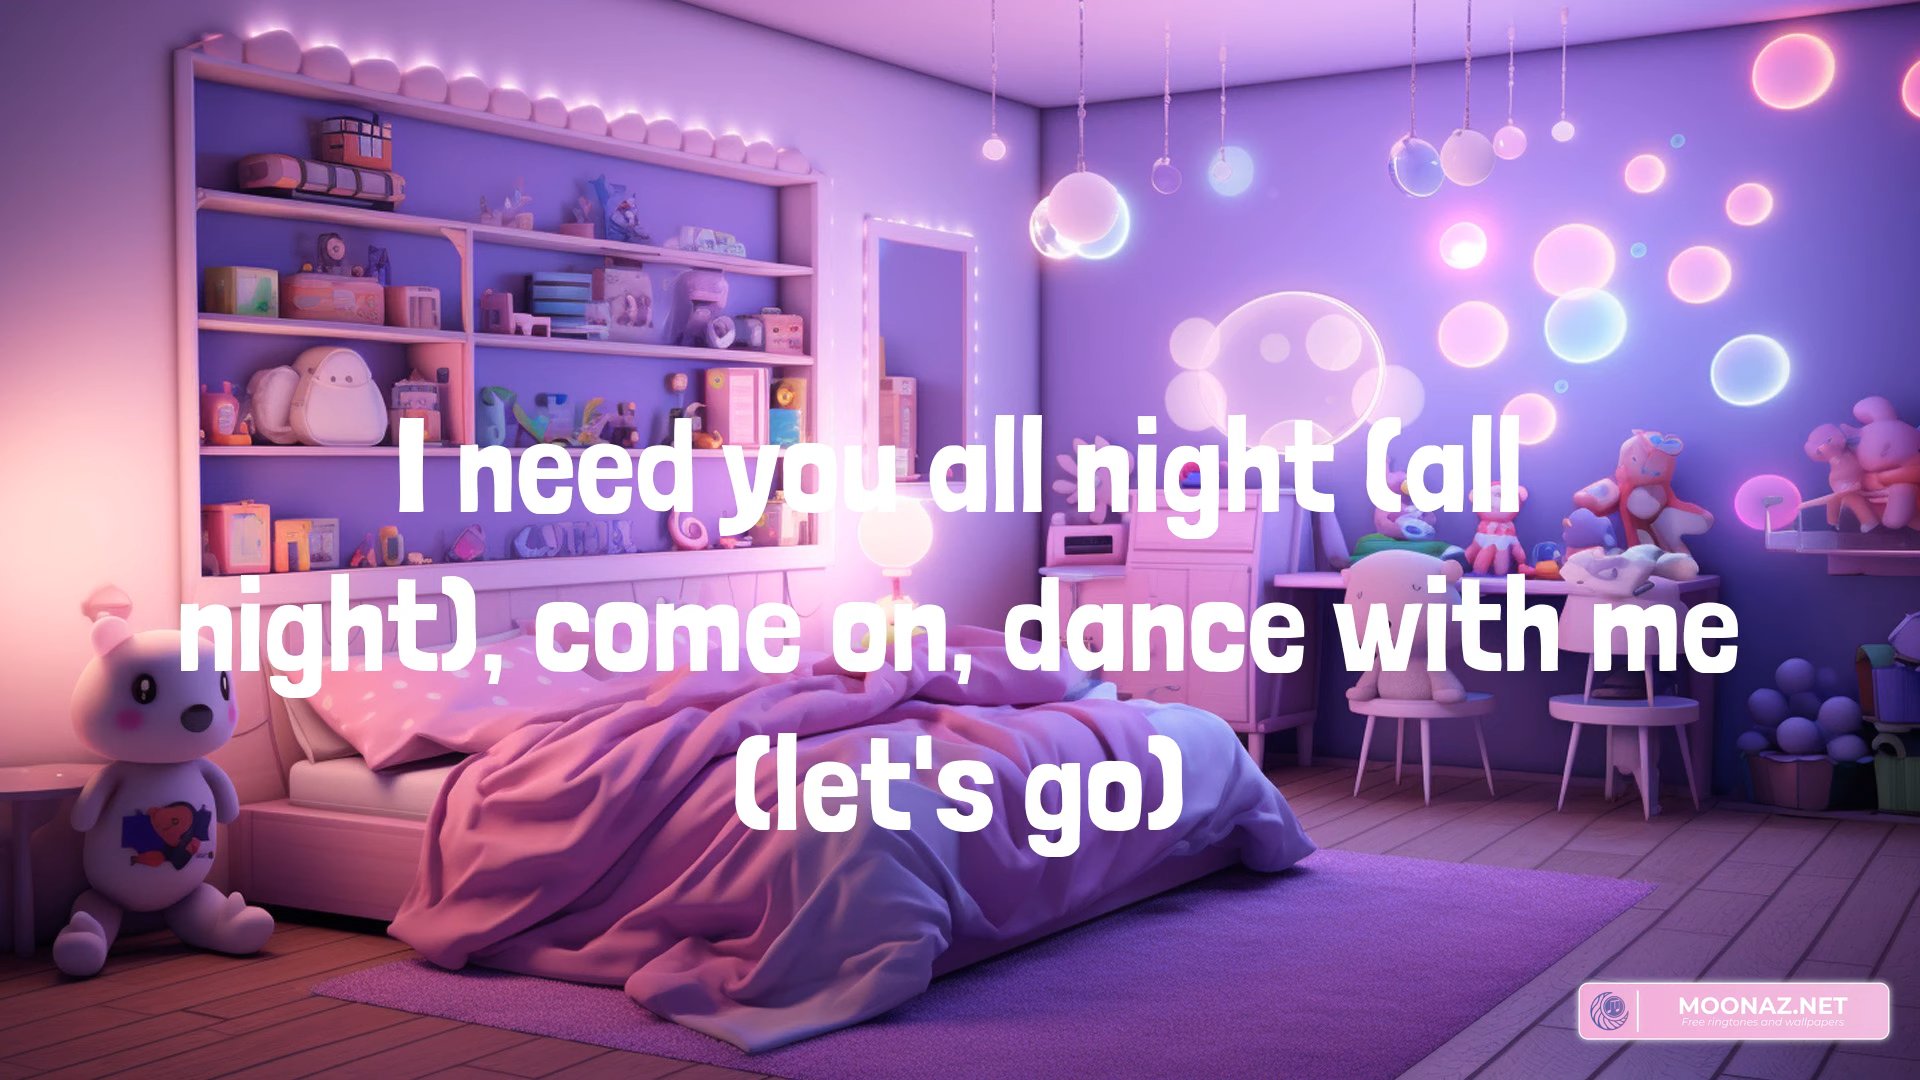 I need you all night (all
night), come on, dance with me
(let's go)
MOONAZ.NET
Free ringtones and wallpapers